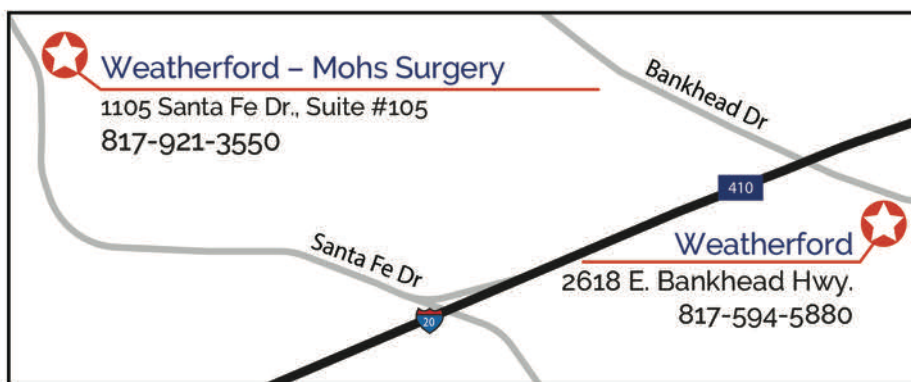 Weatherford – Mohs Surgery
1105 Santa Fe Dr., Suite #105
817-921-3550
Bankhead Dr
410
Santa Fe Dr
20
Weatherford
2618 E. Bankhead Hwy.
817-594-5880